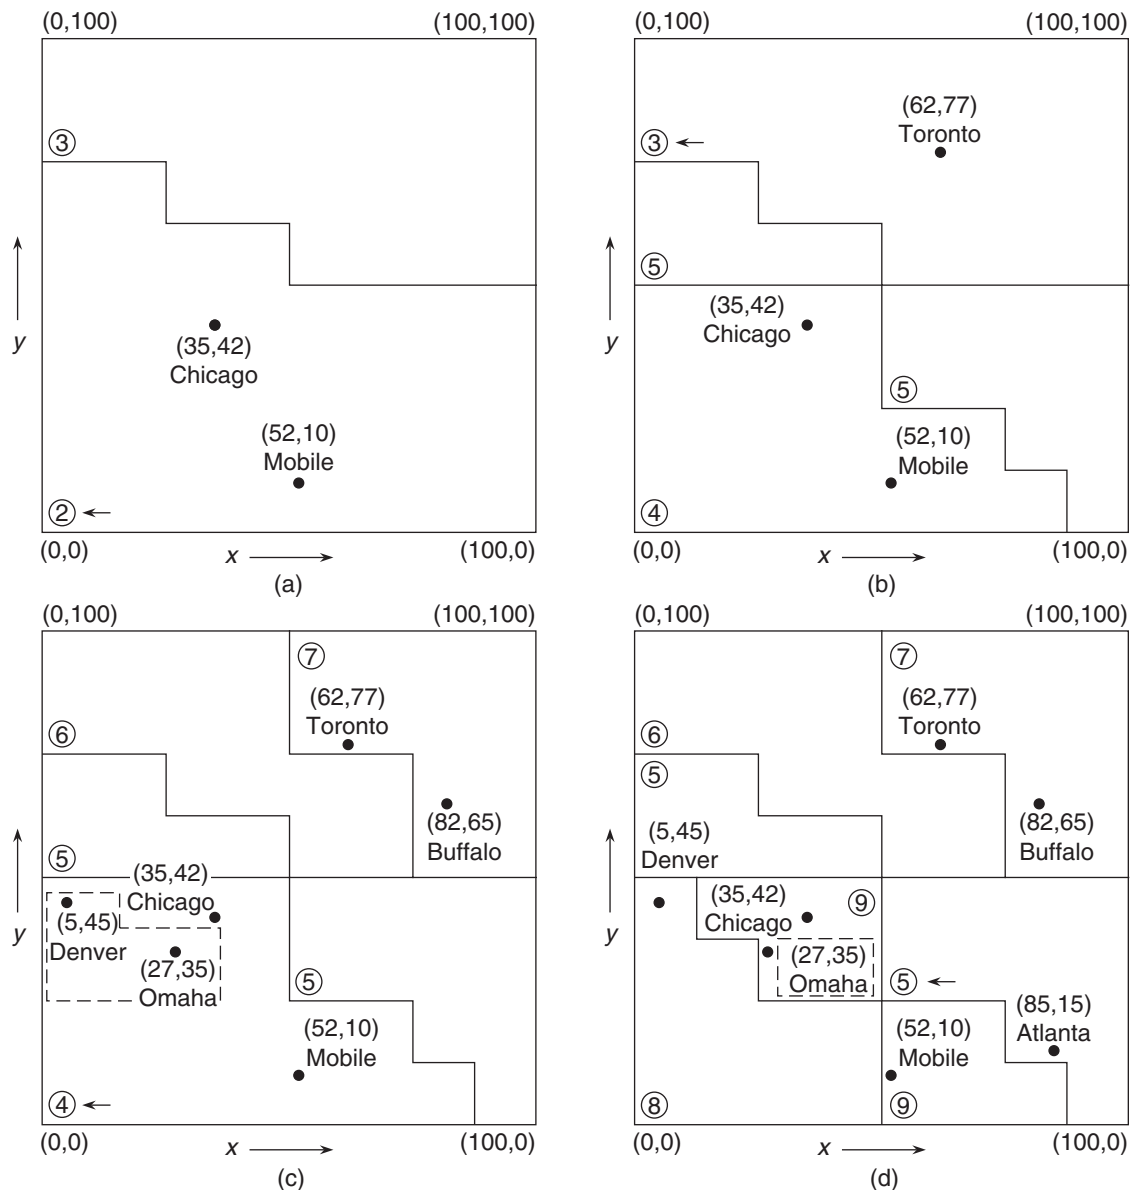 (0,100) (100,100)
③
(35,42)
Chicago
(52,10)
Mobile
②
y
(0,0) x (100,0)
(a)
(0,100) (100,100)
(62,77)
Toronto
③
⑤
(35,42)
Chicago
⑤
(52,10)
Mobile
④
y
(0,0) x (100,0)
(b)
(0,100) (100,100)
⑦
(62,77)
Toronto
⑥
(82,65)
Buffalo
⑤
(35,42)
Chicago
(5,45)
Denver
(27,35)
Omaha
⑤
(52,10)
Mobile
④
y
(0,0) x (100,0)
(c)
(0,100) (100,100)
⑦
(62,77)
Toronto
⑥
⑤
(82,65)
Buffalo
(5,45)
Denver
(35,42)
Chicago
⑨
(27,35)
Omaha
⑤
(85,15)
Atlanta
(52,10)
Mobile
⑧
⑨
y
(0,0) x (100,0)
(d)